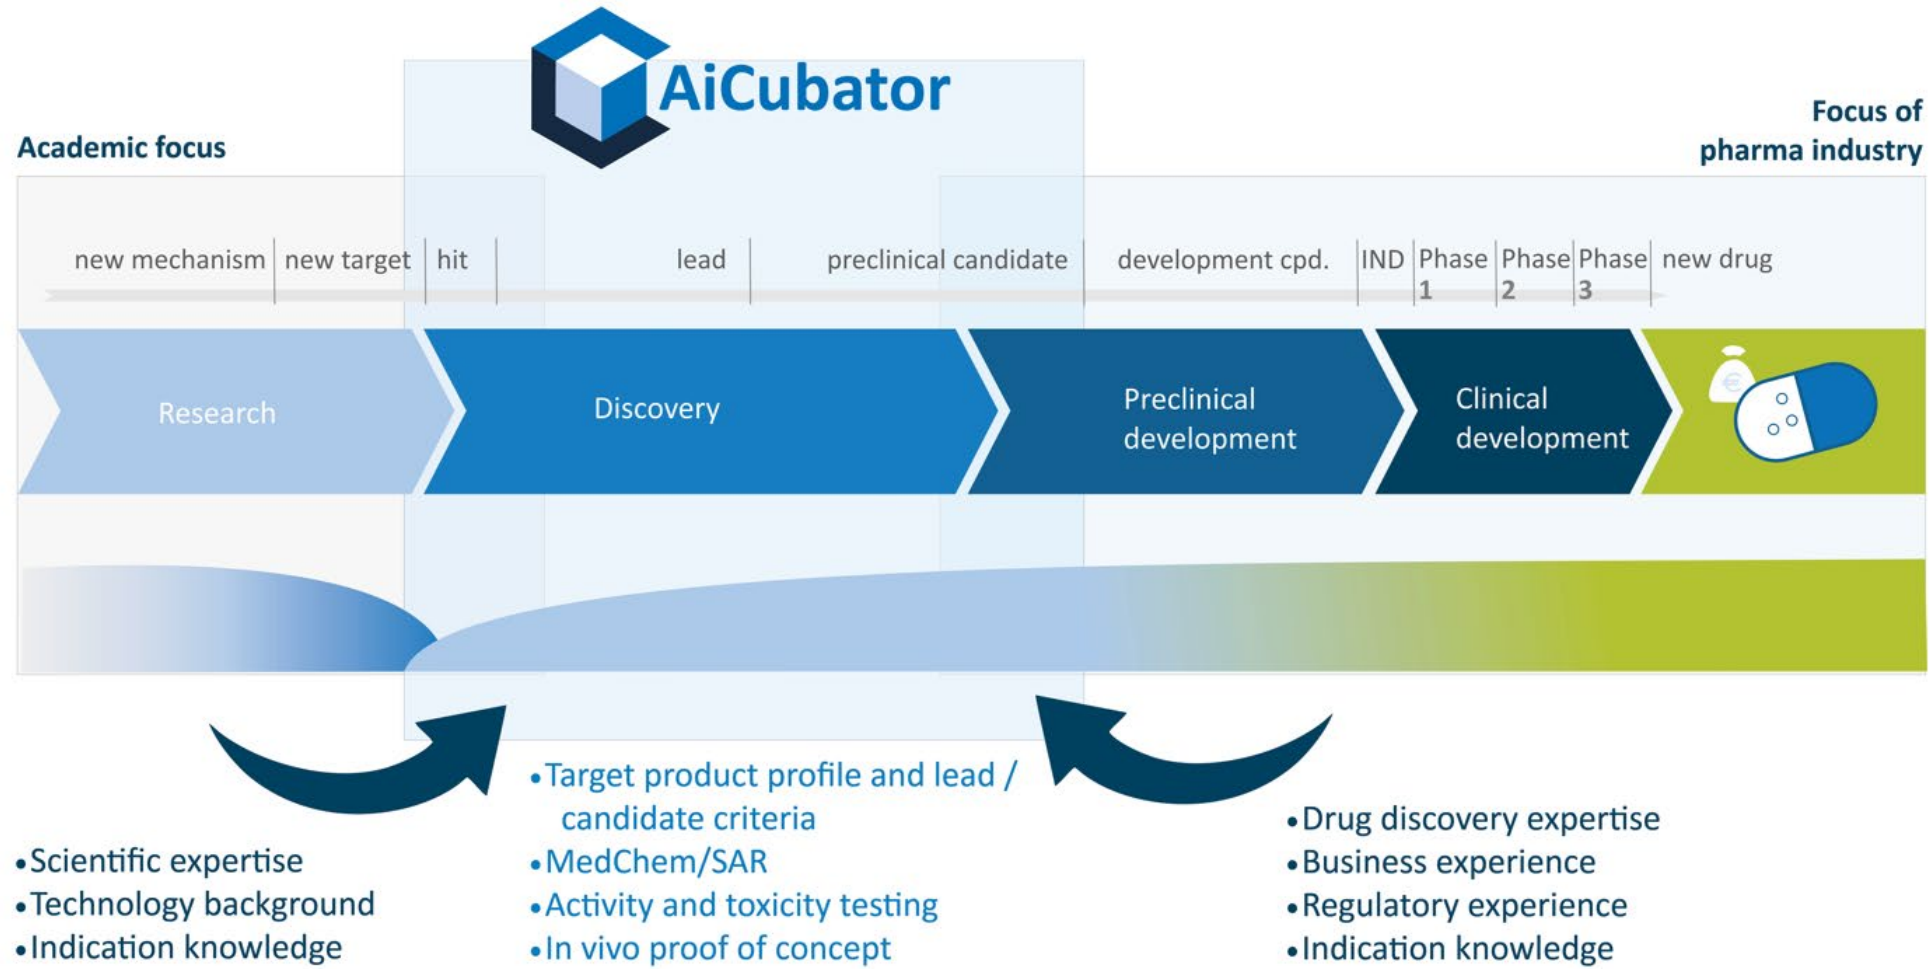 AiCubator
Academic focus
Focus of
pharma industry
new mechanism
new target
hit
lead
preclinical candidate
development cpd.
IND
Phase
1
Phase
2
Phase
3
new drug
Research
Discovery
Preclinical
development
Clinical
development
€
•Scientific expertise
•Technology background
•Indication knowledge
•Target product profile and lead /
candidate criteria
•MedChem/SAR
•Activity and toxicity testing
•In vivo proof of concept
•Drug discovery expertise
•Business experience
•Regulatory experience
•Indication knowledge